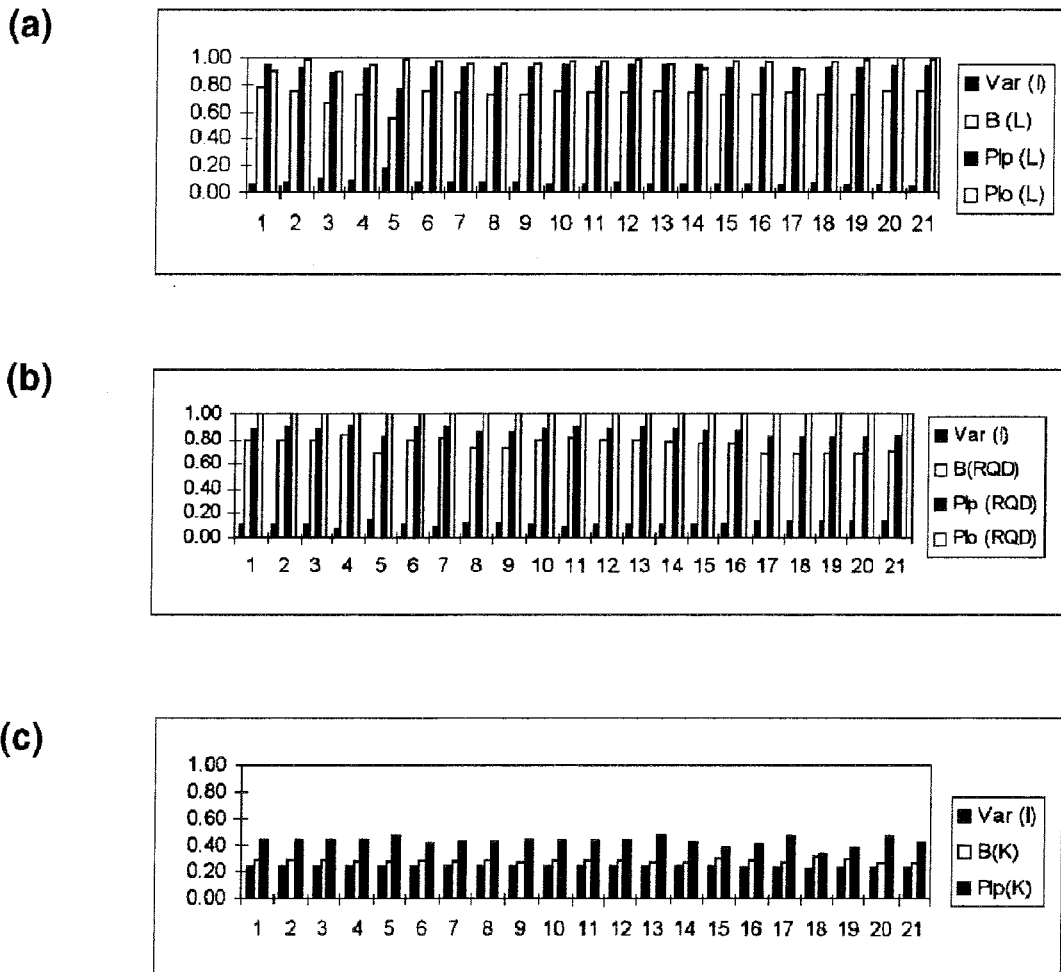 (a)
1.00
0.80
0.60
0.40
0.20
0.00
1 2 3 4 5 6 7 8 9 10 11 12 13 14 15 16 17 18 19 20 21
Var (I)
B (L)
Plp (L)
Plo (L)
(b)
1.00
0.80
0.60
0.40
0.20
0.00
1 2 3 4 5 6 7 8 9 10 11 12 13 14 15 16 17 18 19 20 21
Var (I)
B(RQD)
Plp (RQD)
Plo (RQD)
(c)
1.00
0.80
0.60
0.40
0.20
0.00
1 2 3 4 5 6 7 8 9 10 11 12 13 14 15 16 17 18 19 20 21
Var (I)
B(K)
Plp(K)